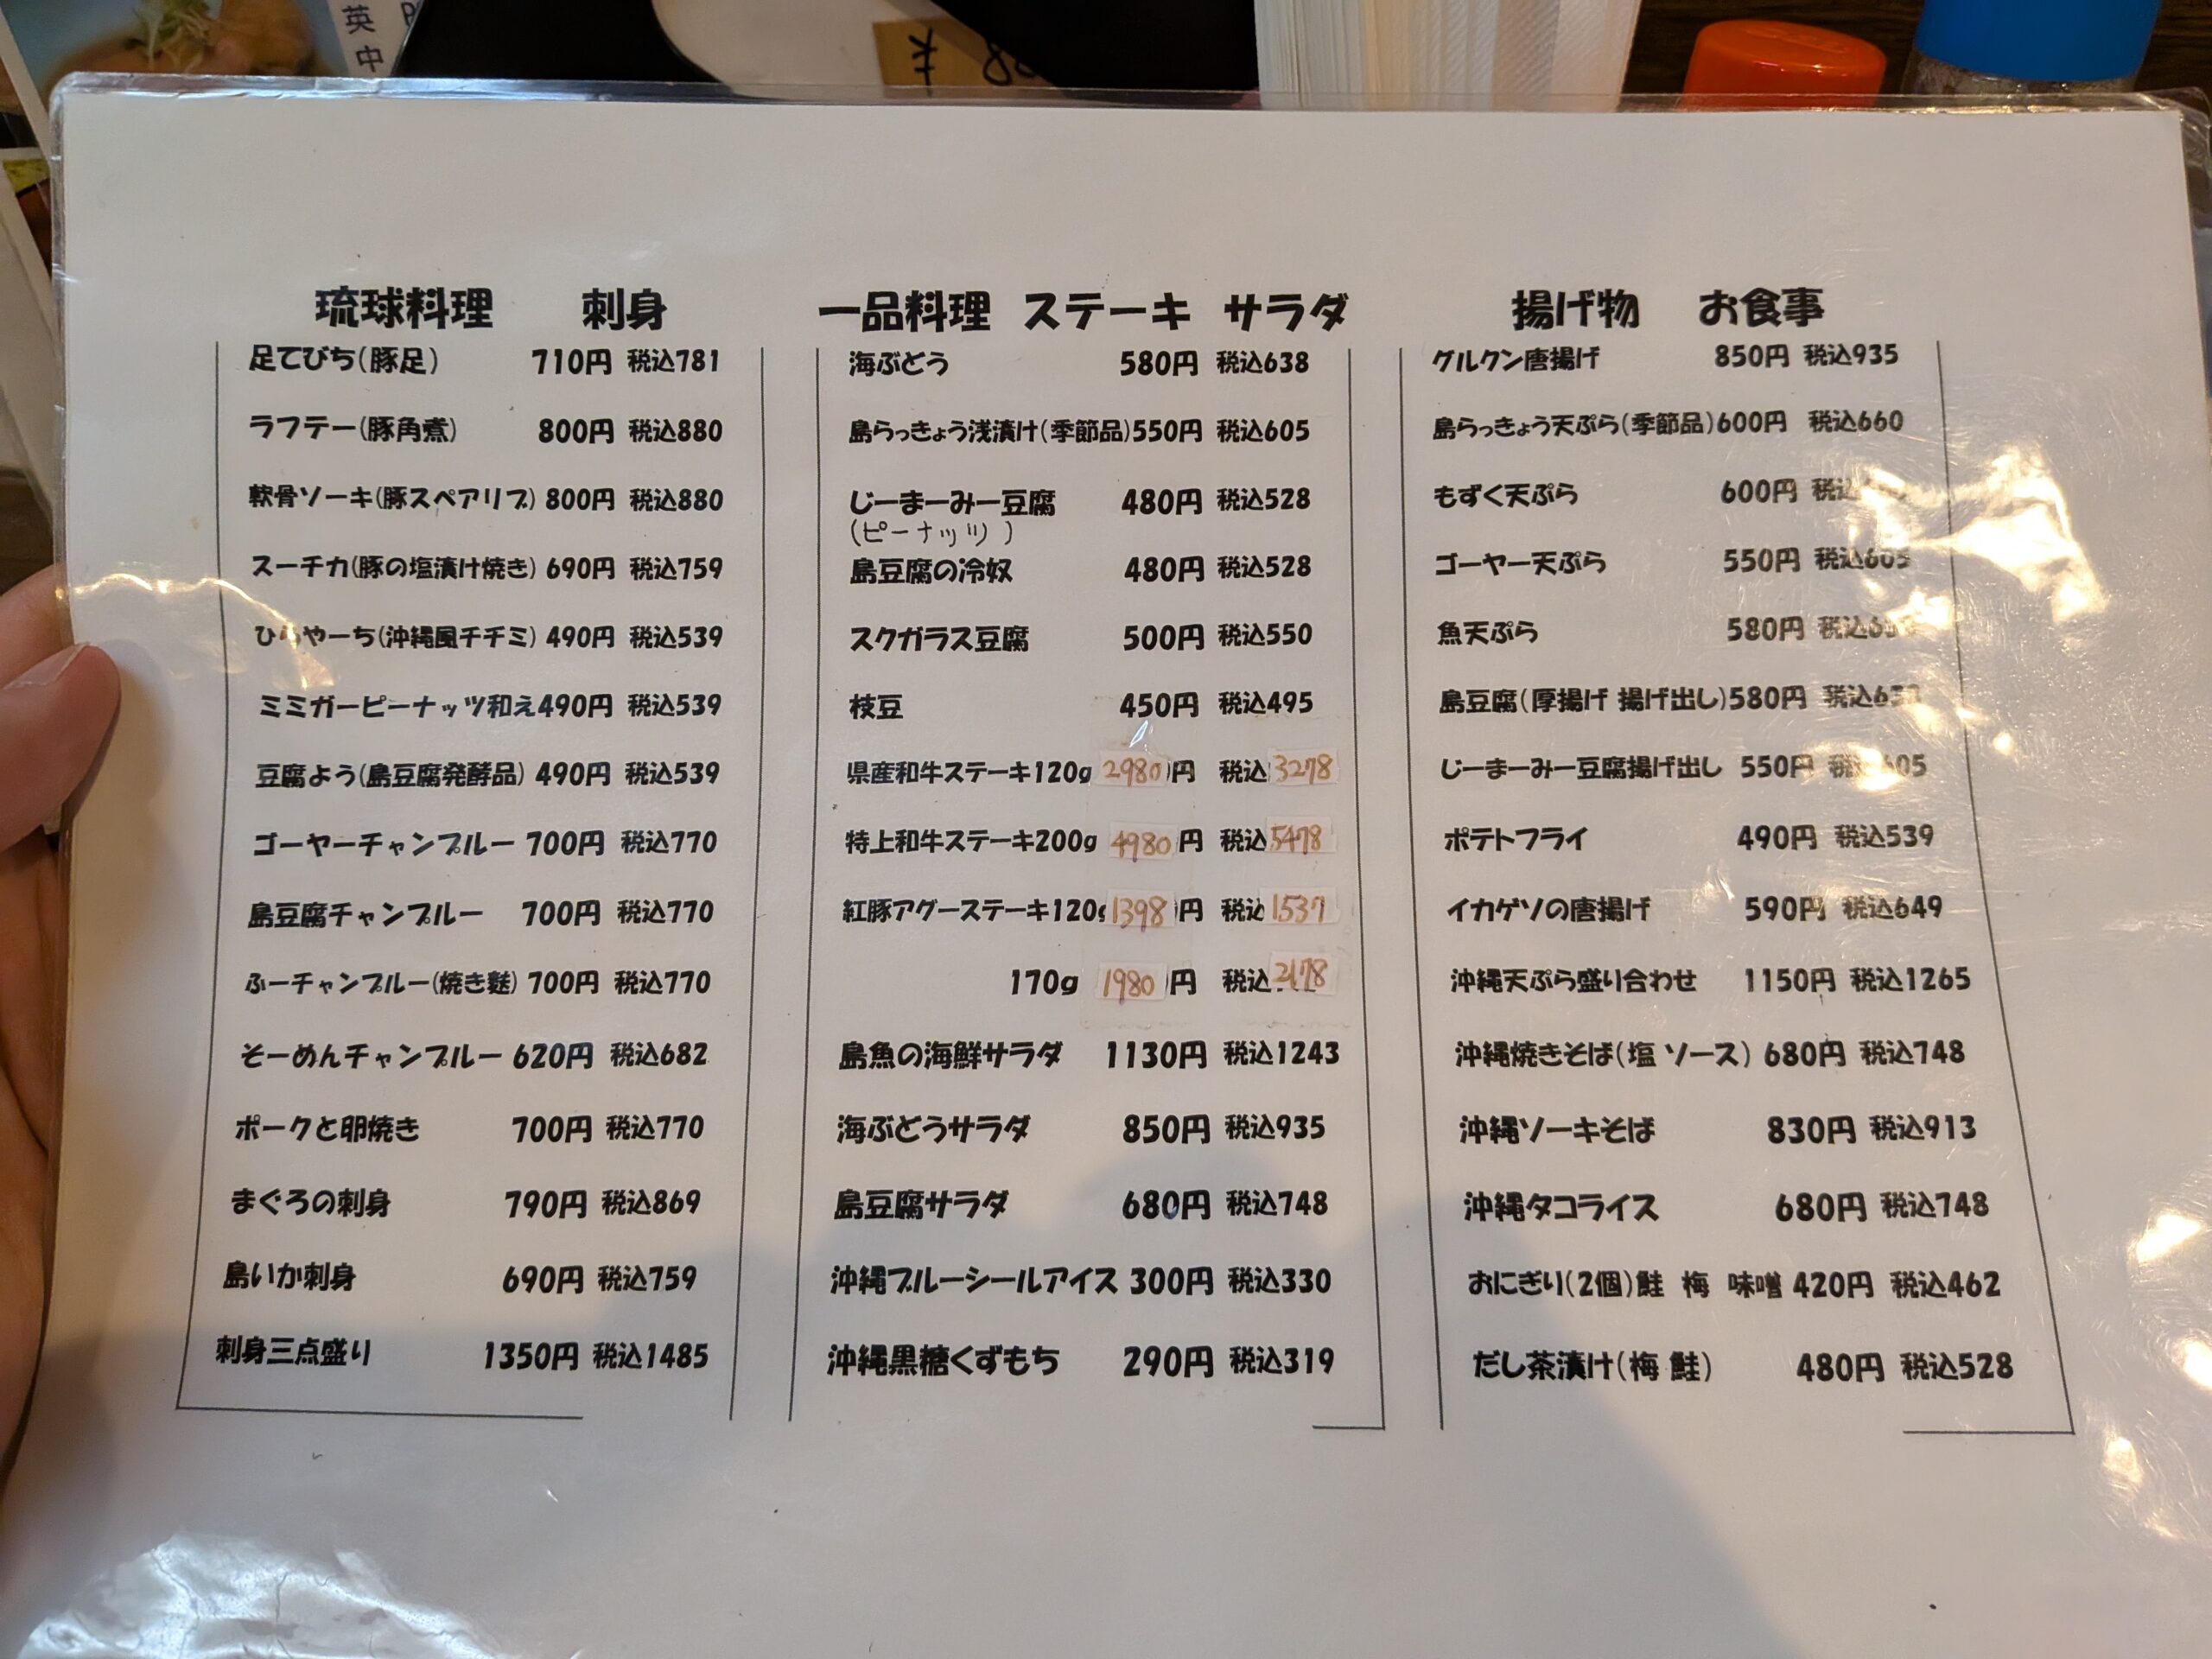 英
中
¥ 88
琉球料理 刺身
足てびち(豚足) 710円 税込781
ラフテー(豚角煮) 800円 税込880
軟骨ソーキ(豚スペアリブ) 800円 税込880
スーチカ(豚の塩漬け焼き) 690円 税込759
ひらやーち(沖縄風チヂミ) 490円 税込539
ミミガーピーナッツ和え 490円 税込539
豆腐よう(島豆腐発酵品) 490円 税込539
ゴーヤーチャンプルー 700円 税込770
島豆腐チャンプルー 700円 税込770
ふーチャンプルー(焼き麩) 700円 税込770
そーめんチャンプルー 620円 税込682
ポークと卵焼き 700円 税込770
まぐろの刺身 790円 税込869
島いか刺身 690円 税込759
刺身三点盛り 1350円 税込1485
一品料理 ステーキ サラダ
海ぶどう 580円 税込638
島らっきょう浅漬け(季節品) 550円 税込605
じーまーみー豆腐 480円 税込528
(ピーナッツ)
島豆腐の冷奴 480円 税込528
スクガラス豆腐 500円 税込550
枝豆 450円 税込495
県産和牛ステーキ120g 2980円 税込3278
特上和牛ステーキ200g 4980円 税込5478
紅豚アグーステーキ120g 1398円 税込1537
170g 1980円 税込2178
島魚の海鮮サラダ 1130円 税込1243
海ぶどうサラダ 850円 税込935
島豆腐サラダ 680円 税込748
沖縄ブルーシールアイス 300円 税込330
沖縄黒糖くずもち 290円 税込319
揚げ物 お食事
グルクン唐揚げ 850円 税込935
島らっきょう天ぷら(季節品) 600円 税込660
もずく天ぷら 600円 税込
ゴーヤー天ぷら 550円 税込605
魚天ぷら 580円 税込638
島豆腐(厚揚げ 揚げ出し) 580円 税込638
じーまーみー豆腐揚げ出し 550円 税込605
ポテトフライ 490円 税込539
イカゲソの唐揚げ 590円 税込649
沖縄天ぷら盛り合わせ 1150円 税込1265
沖縄焼きそば(塩 ソース) 680円 税込748
沖縄ソーキそば 830円 税込913
沖縄タコライス 680円 税込748
おにぎり(2個)鮭 梅 味噌 420円 税込462
だし茶漬け(梅 鮭) 480円 税込528